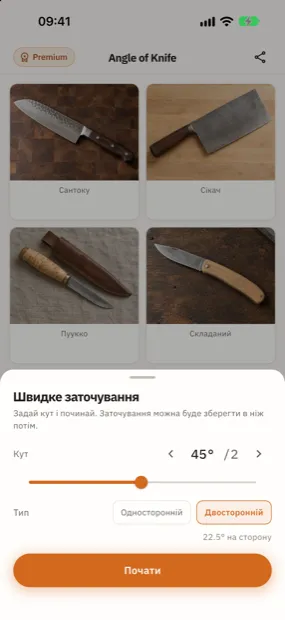 09:41
Premium
Angle of Knife
Сантоку
Сікач
Пуукко
Складаний
Швидке заточування
Задай кут і починай. Заточування можна буде зберегти в ніж
потім.
Кут
45° /2
Тип
Односторонній
Двосторонній
22.5° на сторону
Почати